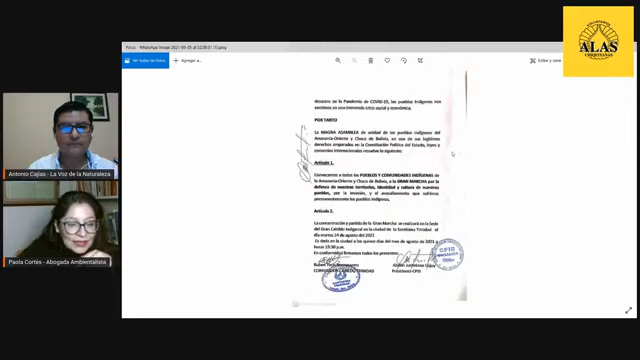 Fotos - WhatsApp Image 2021-09-05 at 02.00.01 (1).jpeg
Ver todas las fotos
Agregar a...
Editar y crear
VOLUNTARIOS
ALAS
CHIQUITANAS
desatos de la Pandemia de COVID-19, los pueblos indígenas nos
sentimos en una tremenda crisis social y económica.
POR TANTO
La MAGNA ASAMBLEA de unidad de los pueblos indígenas del
Amazonia-Oriente y Chaco de Bolivia, en uso de sus legítimos
derechos amparados en la Constitución Política del Estado, leyes y
convenios internacionales resuelve lo siguiente:
Artículo 1.
Convocamos a todos los PUEBLOS Y COMUNIDADES INDÍGENAS de
la Amazonia-Oriente y Chaco de Bolivia, a la GRAN MARCHA por la
defensa de nuestros territorios, identidad y cultura de nuestros
pueblos, por la invasión, y el avasallamiento que sufrimos
permanentemente los pueblos indígenas.
Artículo 2.
La concentración y partida de la Gran Marcha se realizará en la Sede
del Gran Cabildo Indigenal en la ciudad de la Santísima Trinidad el
día martes 24 de agosto del 2021
Es dada en la ciudad a los quince días del mes de agosto de 2021 a
horas 19:30 p.m.
En conformidad firmamos todos los presentes:
CABILDO TRINIDAD
Presidente-CPIB
CPIB
Antonio Cajías - La Voz de la Naturaleza
Paola Cortés - Abogada Ambientalista